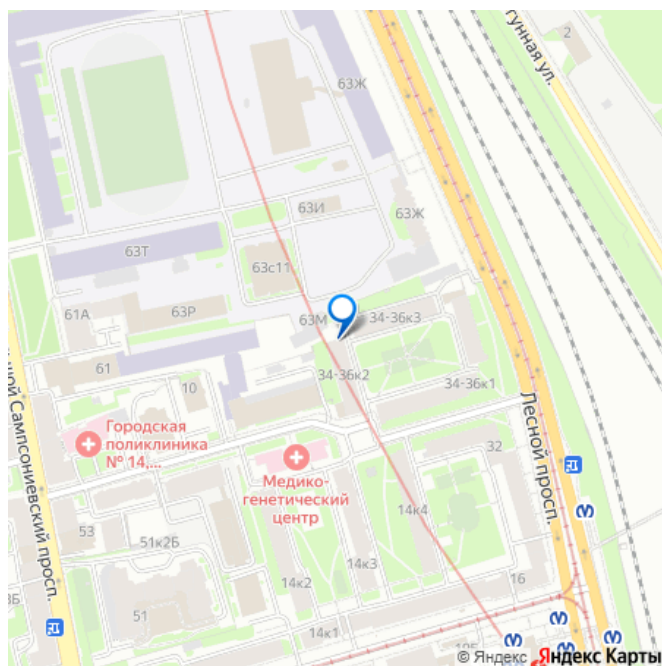 2
гунная ул.
63Ж
63И
63Ж
63Т
63с11
61А
63Р
63М
34-36к3
61
34-36к2
10
34-36к1
Городская
поликлиника
№ 14,...
Лесной просп.
шой Сампсониевский просп.
32
Медико-
генетический
центр
14к4
53
51к2Б
14к3
14к2
16
51
14к1
© Яндекс Яндекс Карты